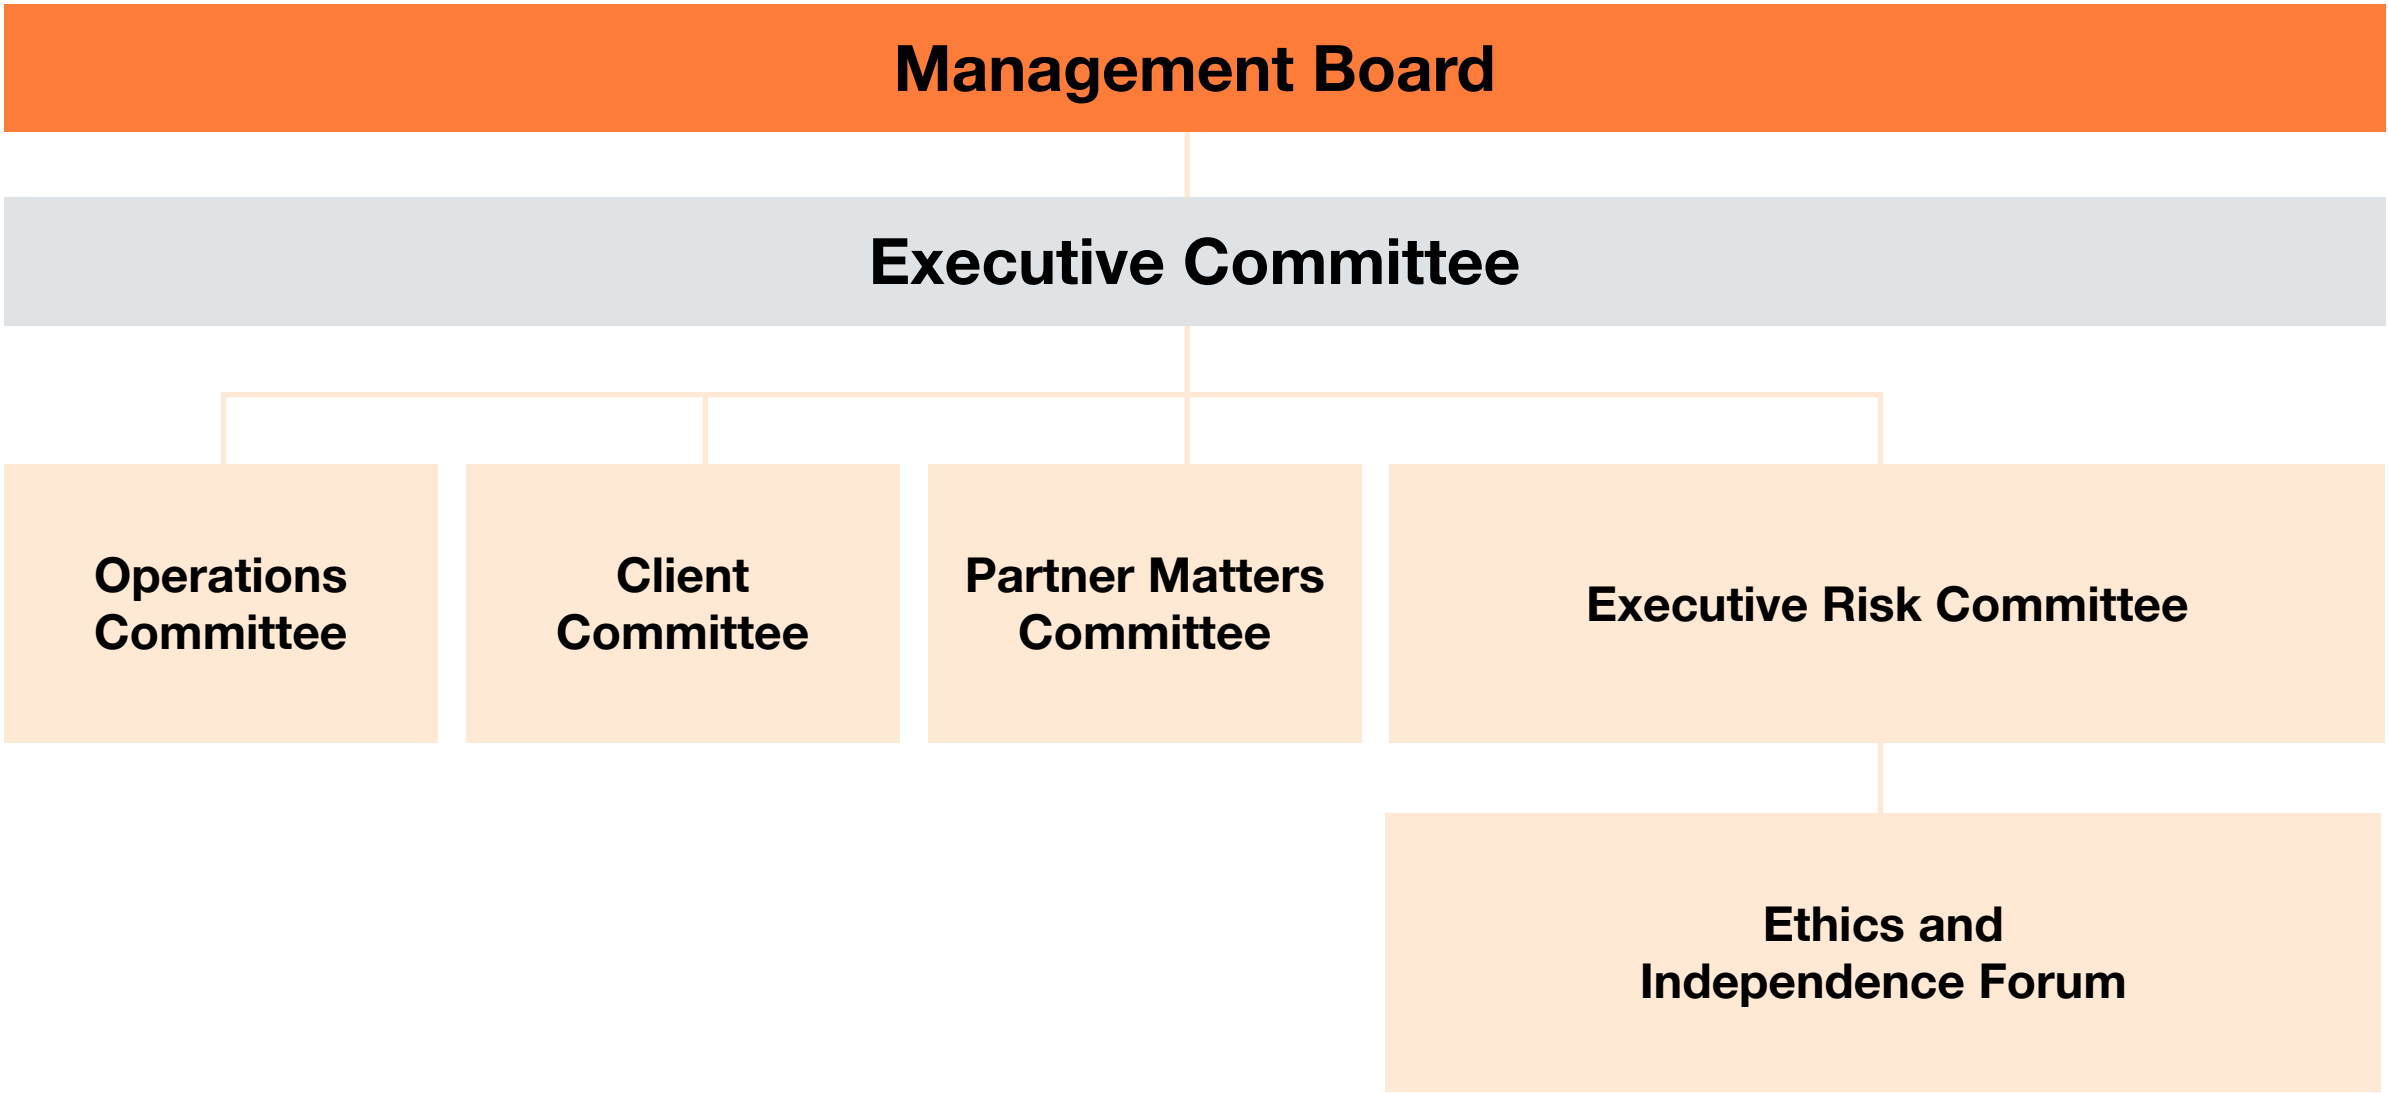 Management Board
Executive Committee
Operations
Committee
Client
Committee
Partner Matters
Committee
Executive Risk Committee
Ethics and
Independence Forum